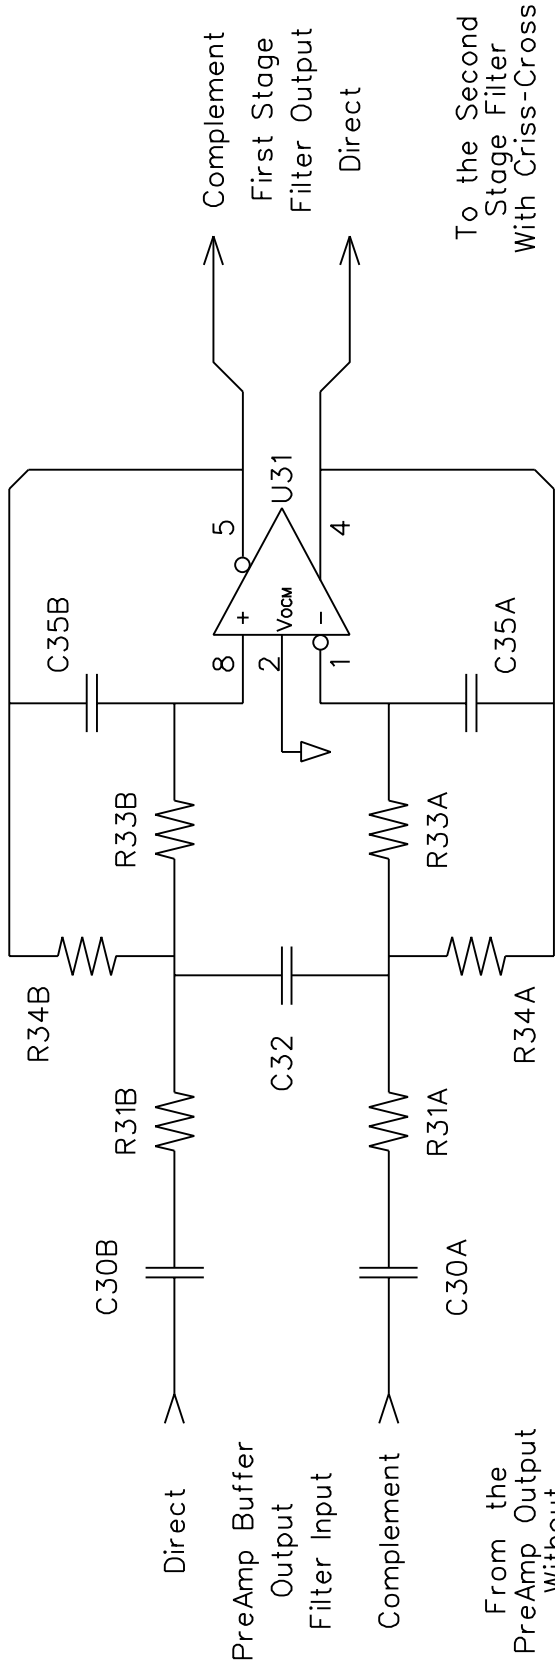 Direct
PreAmp Buffer
Output
Filter Input
Complement
From the
PreAmp Output
Without
C30B
C30A
R31B
R31A
R34B
C32
R34A
R33B
R33A
C35B
C35A
8
2
1
+
VOCM
-
5
4
U31
Complement
First Stage
Filter Output
Direct
To the Second
Stage Filter
With Criss-Cross